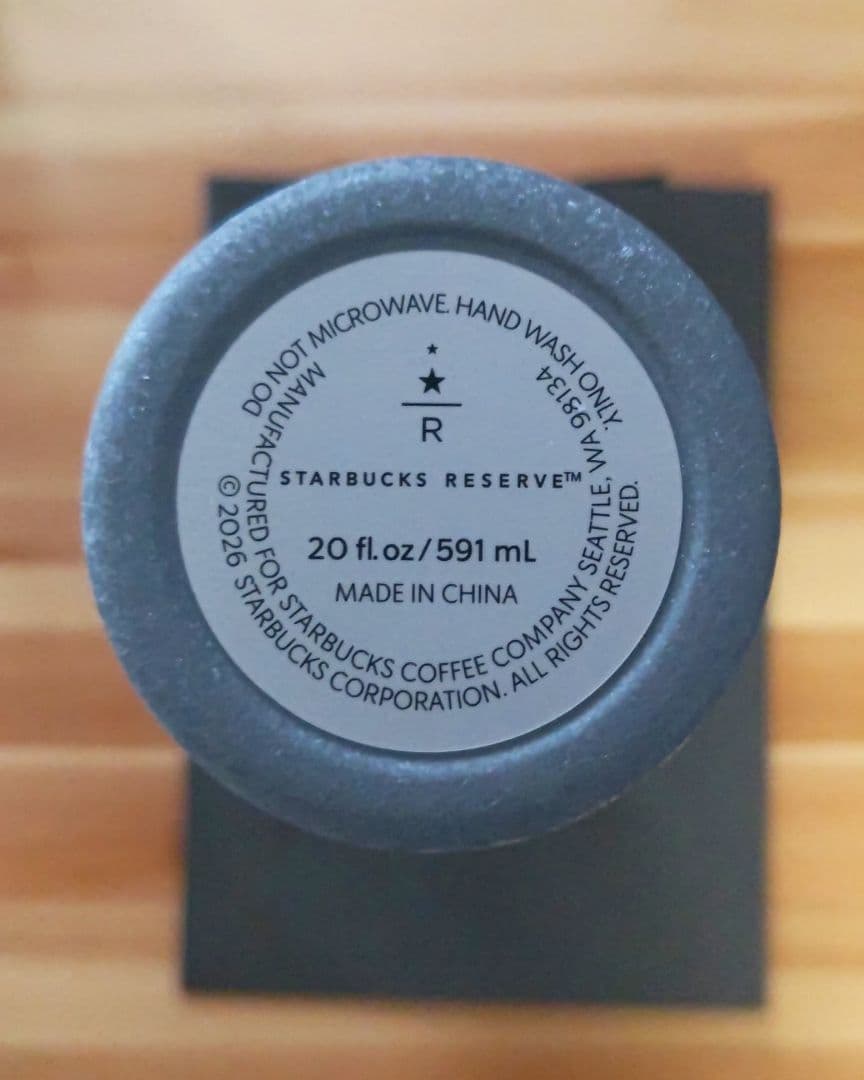 DO NOT MICROWAVE. HAND WASH ONLY.
R
STARBUCKS RESERVE™
20 fl.oz/591 mL
MADE IN CHINA
MANUFACTURED FOR STARBUCKS COFFEE COMPANY SEATTLE, WA 98134
© 2026 STARBUCKS CORPORATION. ALL RIGHTS RESERVED.